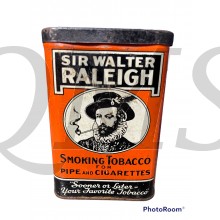 SIR WALTER
RALEIGH
SMOKING TOBACCO
FOR
PIPE AND CIGARETTES
Sooner or Later-
Your Favorite Tobacco
PhotoRoom